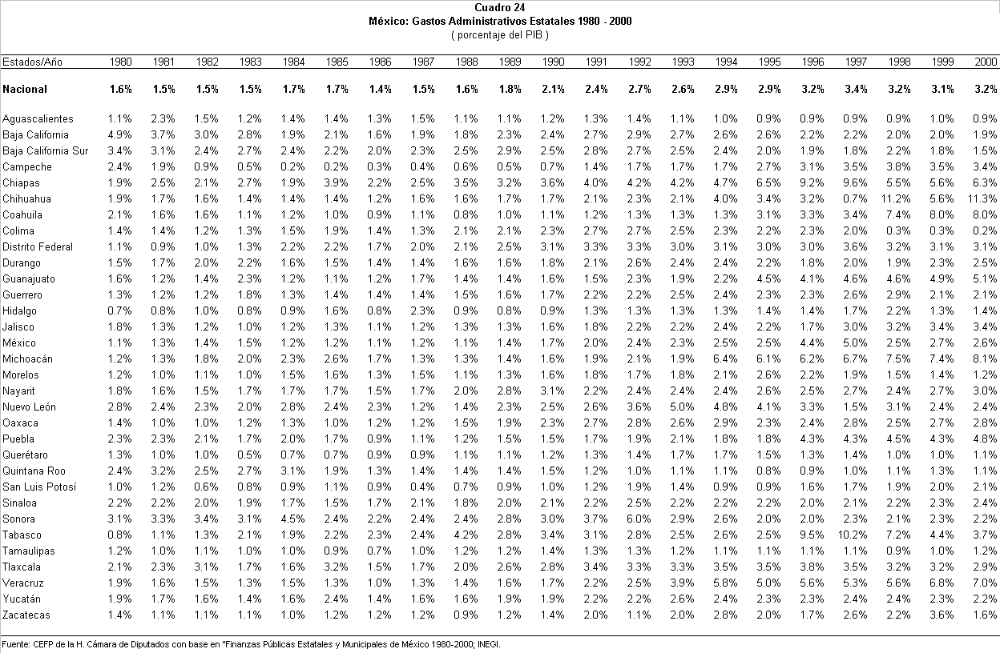 Cuadro 24
México: Gastos Administrativos Estatales 1980 - 2000
( porcentaje del PIB )
Estados/Año 1980 1981 1982 1983 1984 1985 1986 1987 1988 1989 1990 1991 1992 1993 1994 1995 1996 1997 1998 1999 2000
Nacional 1.6% 1.5% 1.5% 1.5% 1.7% 1.7% 1.4% 1.5% 1.6% 1.8% 2.1% 2.4% 2.7% 2.6% 2.9% 2.9% 3.2% 3.4% 3.2% 3.1% 3.2%
Aguascalientes 1.1% 2.3% 1.5% 1.2% 1.4% 1.4% 1.3% 1.5% 1.1% 1.1% 1.2% 1.3% 1.4% 1.1% 1.0% 0.9% 0.9% 0.9% 0.9% 1.0% 0.9%
Baja California 4.9% 3.7% 3.0% 2.8% 1.9% 2.1% 1.6% 1.9% 1.8% 2.3% 2.4% 2.7% 2.9% 2.7% 2.6% 2.6% 2.2% 2.2% 2.0% 2.0% 1.9%
Baja California Sur 3.4% 3.1% 2.4% 2.7% 2.4% 2.2% 2.0% 2.3% 2.5% 2.9% 2.5% 2.8% 2.7% 2.5% 2.4% 2.0% 1.9% 1.8% 2.2% 1.8% 1.5%
Campeche 2.4% 1.9% 0.9% 0.5% 0.2% 0.2% 0.3% 0.4% 0.6% 0.5% 0.7% 1.4% 1.7% 1.7% 1.7% 2.7% 3.1% 3.5% 3.8% 3.5% 3.4%
Chiapas 1.9% 2.5% 2.1% 2.7% 1.9% 3.9% 2.2% 2.5% 3.5% 3.2% 3.6% 4.0% 4.2% 4.2% 4.7% 6.5% 9.2% 9.6% 5.5% 5.6% 6.3%
Chihuahua 1.9% 1.7% 1.6% 1.4% 1.4% 1.4% 1.2% 1.6% 1.6% 1.7% 1.7% 2.1% 2.3% 2.1% 4.0% 3.4% 3.2% 0.7% 11.2% 5.6% 11.3%
Coahuila 2.1% 1.6% 1.6% 1.1% 1.2% 1.0% 0.9% 1.1% 0.8% 1.0% 1.1% 1.2% 1.3% 1.3% 1.3% 3.1% 3.3% 3.4% 7.4% 8.0% 8.0%
Colima 1.4% 1.4% 1.2% 1.3% 1.5% 1.9% 1.4% 1.3% 2.1% 2.1% 2.3% 2.7% 2.7% 2.5% 2.3% 2.2% 2.3% 2.0% 0.3% 0.3% 0.2%
Distrito Federal 1.1% 0.9% 1.0% 1.3% 2.2% 2.2% 1.7% 2.0% 2.1% 2.5% 3.1% 3.3% 3.3% 3.0% 3.1% 3.0% 3.0% 3.6% 3.2% 3.1% 3.1%
Durango 1.5% 1.7% 2.0% 2.2% 1.6% 1.5% 1.4% 1.4% 1.6% 1.6% 1.8% 2.1% 2.6% 2.4% 2.4% 2.2% 1.8% 2.0% 1.9% 2.3% 2.5%
Guanajuato 1.6% 1.2% 1.4% 2.3% 1.2% 1.1% 1.2% 1.7% 1.4% 1.4% 1.6% 1.5% 2.3% 1.9% 2.2% 4.5% 4.1% 4.6% 4.6% 4.9% 5.1%
Guerrero 1.3% 1.2% 1.2% 1.8% 1.3% 1.4% 1.4% 1.4% 1.5% 1.6% 1.7% 2.2% 2.2% 2.5% 2.4% 2.3% 2.3% 2.6% 2.9% 2.1% 2.1%
Hidalgo 0.7% 0.8% 1.0% 0.8% 0.9% 1.6% 0.8% 2.3% 0.9% 0.8% 0.9% 1.3% 1.3% 1.3% 1.3% 1.4% 1.4% 1.7% 2.2% 1.3% 1.4%
Jalisco 1.8% 1.3% 1.2% 1.0% 1.2% 1.3% 1.1% 1.2% 1.3% 1.3% 1.6% 1.8% 2.2% 2.2% 2.4% 2.2% 1.7% 3.0% 3.2% 3.4% 3.4%
México 1.1% 1.3% 1.4% 1.5% 1.2% 1.2% 1.1% 1.2% 1.1% 1.4% 1.7% 2.0% 2.4% 2.3% 2.5% 2.5% 4.4% 5.0% 2.5% 2.7% 2.6%
Michoacán 1.2% 1.3% 1.8% 2.0% 2.3% 2.6% 1.7% 1.3% 1.3% 1.4% 1.6% 1.9% 2.1% 1.9% 6.4% 6.1% 6.2% 6.7% 7.5% 7.4% 8.1%
Morelos 1.2% 1.0% 1.1% 1.0% 1.5% 1.6% 1.3% 1.5% 1.1% 1.3% 1.6% 1.8% 1.7% 1.8% 2.1% 2.6% 2.2% 1.9% 1.5% 1.4% 1.2%
Nayarit 1.8% 1.6% 1.5% 1.7% 1.7% 1.7% 1.5% 1.7% 2.0% 2.8% 3.1% 2.2% 2.4% 2.4% 2.4% 2.6% 2.5% 2.7% 2.4% 2.7% 3.0%
Nuevo León 2.8% 2.4% 2.3% 2.0% 2.8% 2.4% 2.3% 1.2% 1.4% 2.3% 2.5% 2.6% 3.6% 5.0% 4.8% 4.1% 3.3% 1.5% 3.1% 2.4% 2.4%
Oaxaca 1.4% 1.0% 1.0% 1.2% 1.3% 1.0% 1.2% 1.2% 1.5% 1.9% 2.3% 2.7% 2.8% 2.6% 2.9% 2.3% 2.4% 2.8% 2.5% 2.7% 2.8%
Puebla 2.3% 2.3% 2.1% 1.7% 2.0% 1.7% 0.9% 1.1% 1.2% 1.5% 1.5% 1.7% 1.9% 2.1% 1.8% 1.8% 4.3% 4.3% 4.5% 4.3% 4.8%
Querétaro 1.3% 1.0% 1.0% 0.5% 0.7% 0.7% 0.9% 0.9% 1.1% 1.1% 1.2% 1.3% 1.4% 1.7% 1.7% 1.5% 1.3% 1.4% 1.0% 1.0% 1.1%
Quintana Roo 2.4% 3.2% 2.5% 2.7% 3.1% 1.9% 1.3% 1.4% 1.4% 1.4% 1.5% 1.2% 1.0% 1.1% 1.1% 0.8% 0.9% 1.0% 1.1% 1.3% 1.1%
San Luis Potosí 1.0% 1.2% 0.6% 0.8% 0.9% 1.1% 0.9% 0.4% 0.7% 0.9% 1.0% 1.2% 1.9% 1.4% 0.9% 0.9% 1.6% 1.7% 1.9% 2.0% 2.1%
Sinaloa 2.2% 2.2% 2.0% 1.9% 1.7% 1.5% 1.7% 2.1% 1.8% 2.0% 2.1% 2.2% 2.5% 2.2% 2.2% 2.2% 2.0% 2.1% 2.2% 2.3% 2.4%
Sonora 3.1% 3.3% 3.4% 3.1% 4.5% 2.4% 2.2% 2.4% 2.4% 2.8% 3.0% 3.7% 6.0% 2.9% 2.6% 2.0% 2.0% 2.3% 2.1% 2.3% 2.2%
Tabasco 0.8% 1.1% 1.3% 2.1% 1.9% 2.2% 2.3% 2.4% 4.2% 2.8% 3.4% 3.1% 2.8% 2.5% 2.6% 2.5% 9.5% 10.2% 7.2% 4.4% 3.7%
Tamaulipas 1.2% 1.0% 1.1% 1.0% 1.0% 0.9% 0.7% 1.0% 1.2% 1.2% 1.4% 1.3% 1.3% 1.2% 1.1% 1.1% 1.1% 1.1% 0.9% 1.0% 1.2%
Tlaxcala 2.1% 2.3% 3.1% 1.7% 1.6% 3.2% 1.5% 1.7% 2.0% 2.6% 2.8% 3.4% 3.3% 3.3% 3.5% 3.5% 3.8% 3.5% 3.2% 3.2% 2.9%
Veracruz 1.9% 1.6% 1.5% 1.3% 1.5% 1.3% 1.0% 1.3% 1.4% 1.6% 1.7% 2.2% 2.5% 3.9% 5.8% 5.0% 5.6% 5.3% 5.6% 6.8% 7.0%
Yucatán 1.9% 1.7% 1.6% 1.4% 1.6% 2.4% 1.4% 1.6% 1.6% 1.9% 1.9% 2.2% 2.2% 2.6% 2.4% 2.3% 2.3% 2.4% 2.4% 2.3% 2.2%
Zacatecas 1.4% 1.1% 1.1% 1.1% 1.0% 1.2% 1.2% 1.2% 0.9% 1.2% 1.4% 2.0% 1.1% 2.0% 2.8% 2.0% 1.7% 2.6% 2.2% 3.6% 1.6%
Fuente: CEFP de la H. Cámara de Diputados con base en "Finanzas Públicas Estatales y Municipales de México 1980-2000; INEGI.